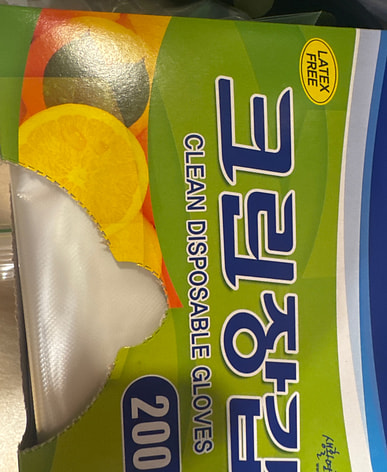 LATEX
FREE
크린장갑
CLEAN DISPOSABLE GLOVES
200